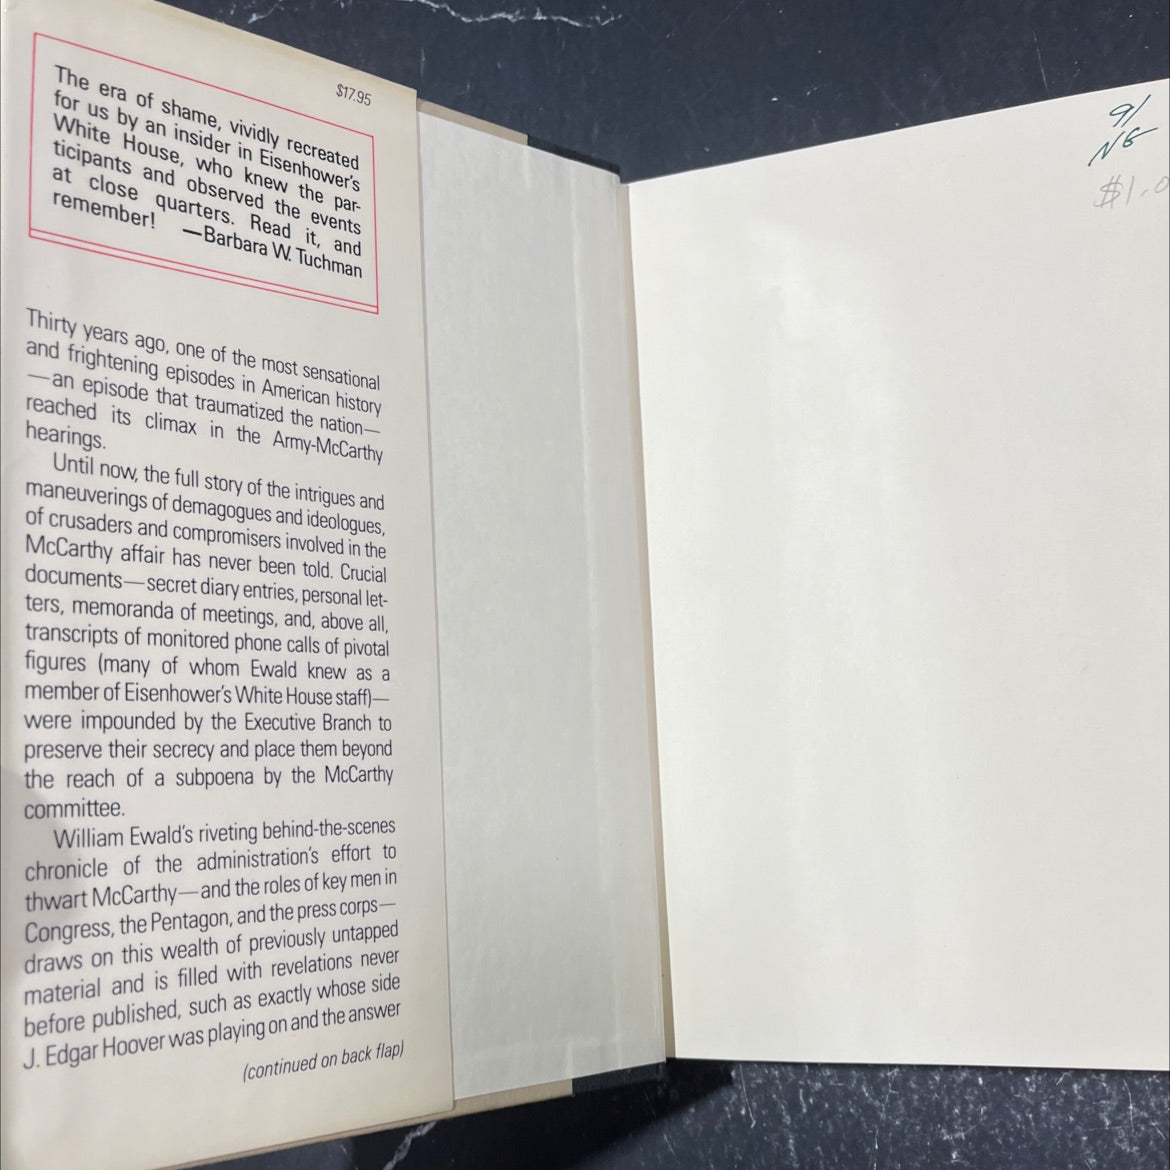 $17.95
The era of shame, vividly recreated
for us by an insider in Eisenhower's
White House, who knew the par-
ticipants and observed the events
at close quarters. Read it, and
remember! —Barbara W. Tuchman
Thirty years ago, one of the most sensational
and frightening episodes in American history
—an episode that traumatized the nation—
reached its climax in the Army-McCarthy
hearings.
Until now, the full story of the intrigues and
maneuverings of demagogues and ideologues,
of crusaders and compromisers involved in the
McCarthy affair has never been told. Crucial
documents—secret diary entries, personal let-
ters, memoranda of meetings, and, above all,
transcripts of monitored phone calls of pivotal
figures (many of whom Ewald knew as a
member of Eisenhower's White House staff)—
were impounded by the Executive Branch to
preserve their secrecy and place them beyond
the reach of a subpoena by the McCarthy
committee.
William Ewald's riveting behind-the-scenes
chronicle of the administration's effort to
thwart McCarthy—and the roles of key men in
Congress, the Pentagon, and the press corps—
draws on this wealth of previously untapped
material and is filled with revelations never
before published, such as exactly whose side
J. Edgar Hoover was playing on and the answer
(continued on back flap)
9/
$1.0